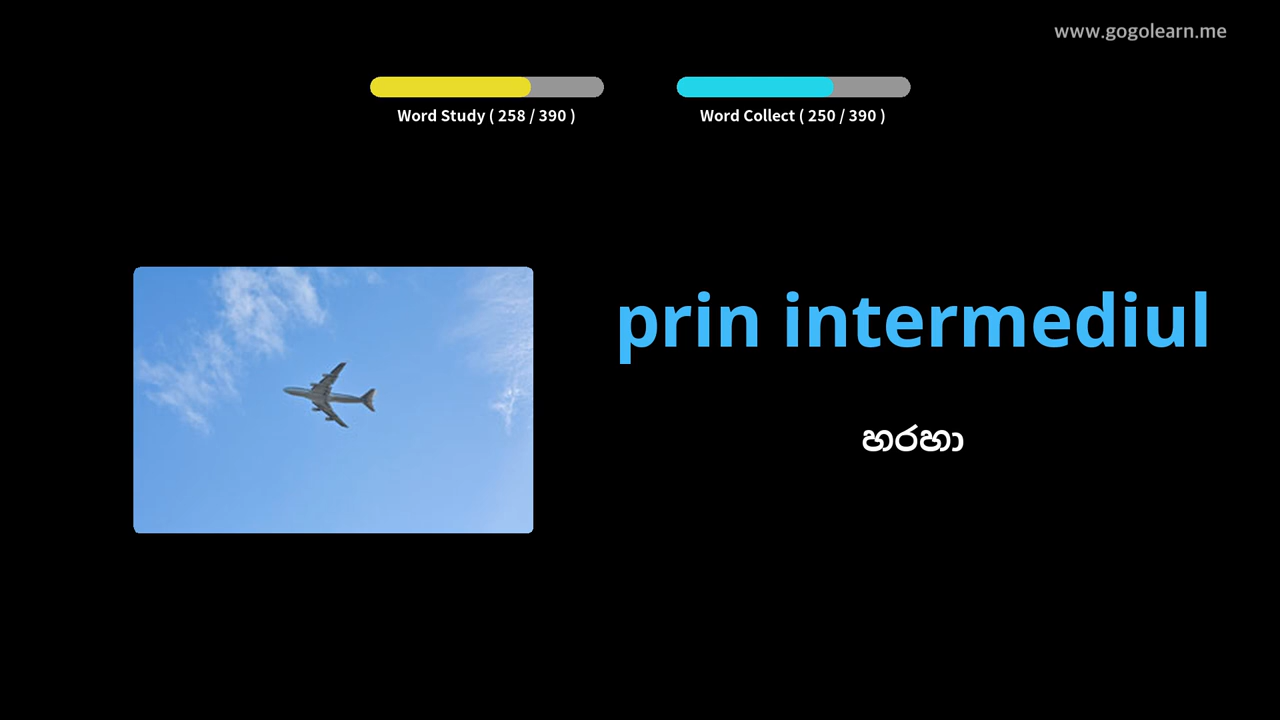 www.gogolearn.me
Word Study ( 258 / 390 )
Word Collect ( 250 / 390 )
prin intermediul
හරහා